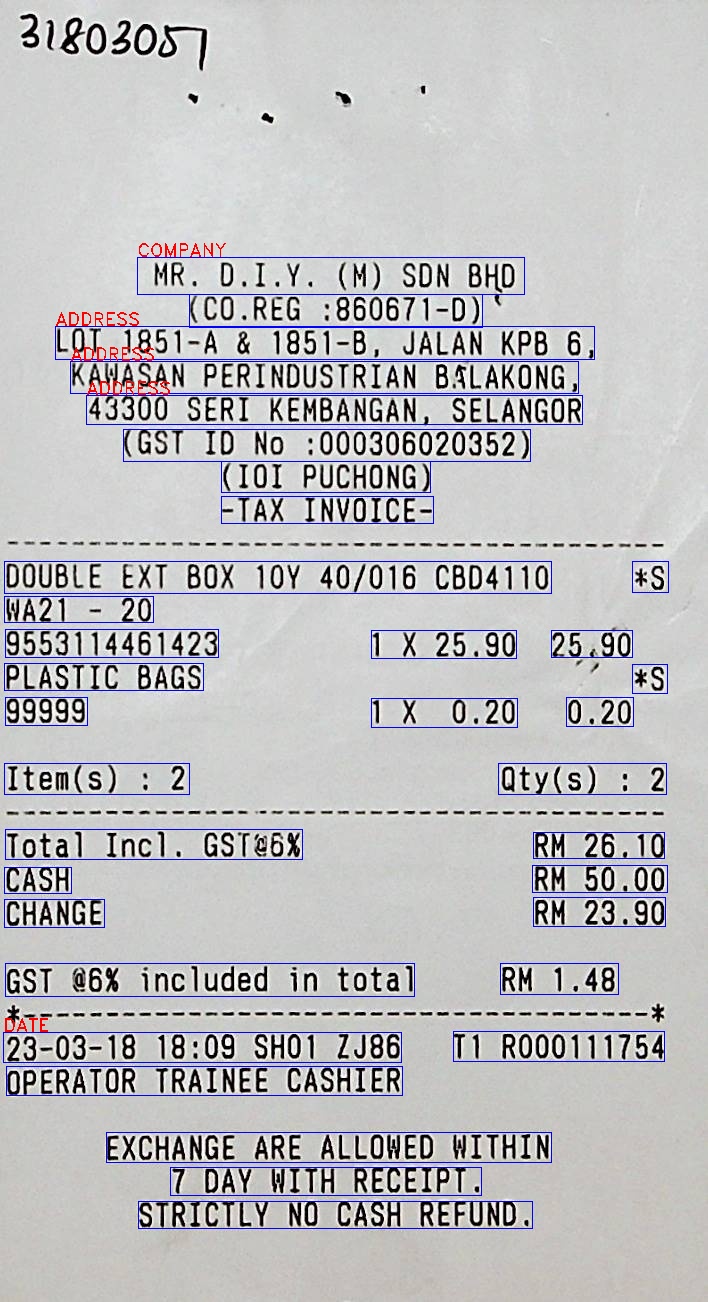 31803057
COMPANY
MR. D.I.Y. (M) SDN BHD
(CO.REG :860671-D)
ADDRESS
LOT 1851-A & 1851-B, JALAN KPB 6,
ADDRESS
KAWASAN PERINDUSTRIAN BALAKONG,
ADDRESS
43300 SERI KEMBANGAN, SELANGOR
(GST ID No :000306020352)
(IOI PUCHONG)
-TAX INVOICE-
DOUBLE EXT BOX 10Y 40/016 CBD4110 *S
WA21 - 20
9553114461423 1 X 25.90 25.90
PLASTIC BAGS *S
99999 1 X 0.20 0.20
Item(s) : 2 Qty(s) : 2
Total Incl. GST@6% RM 26.10
CASH RM 50.00
CHANGE RM 23.90
GST @6% included in total RM 1.48
*--------------------------------------*
DATE
23-03-18 18:09 SH01 ZJ86 T1 R000111754
OPERATOR TRAINEE CASHIER
EXCHANGE ARE ALLOWED WITHIN
7 DAY WITH RECEIPT.
STRICTLY NO CASH REFUND.